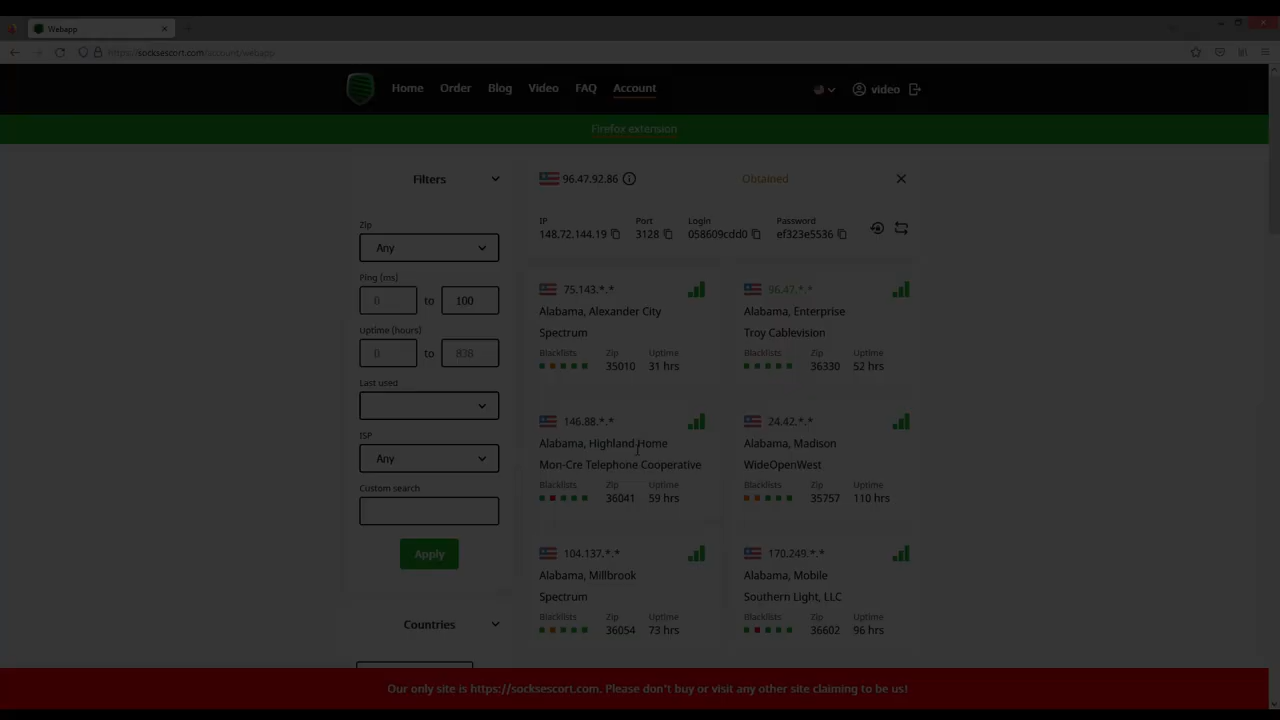 Webapp
https://socksescort.com/account/webapp
Home Order Blog Video FAQ Account video
Firefox extension
Filters
Zip
Any
Ping (ms)
0 to 100
Uptime (hours)
0 to 838
Last used
ISP
Any
Custom search
Apply
Countries
96.47.92.86 Obtained
IP Port Login Password
148.72.144.19 3128 058609cdd0 ef323e5536
75.143.*.*
Alabama, Alexander City
Spectrum
Blacklists Zip Uptime
35010 31 hrs
96.47.*.*
Alabama, Enterprise
Troy Cablevision
Blacklists Zip Uptime
36330 52 hrs
146.88.*.*
Alabama, Highland Home
Mon-Cre Telephone Cooperative
Blacklists Zip Uptime
36041 59 hrs
24.42.*.*
Alabama, Madison
WideOpenWest
Blacklists Zip Uptime
35757 110 hrs
104.137.*.*
Alabama, Millbrook
Spectrum
Blacklists Zip Uptime
36054 73 hrs
170.249.*.*
Alabama, Mobile
Southern Light, LLC
Blacklists Zip Uptime
36602 96 hrs
Our only site is https://socksescort.com. Please don't buy or visit any other site claiming to be us!